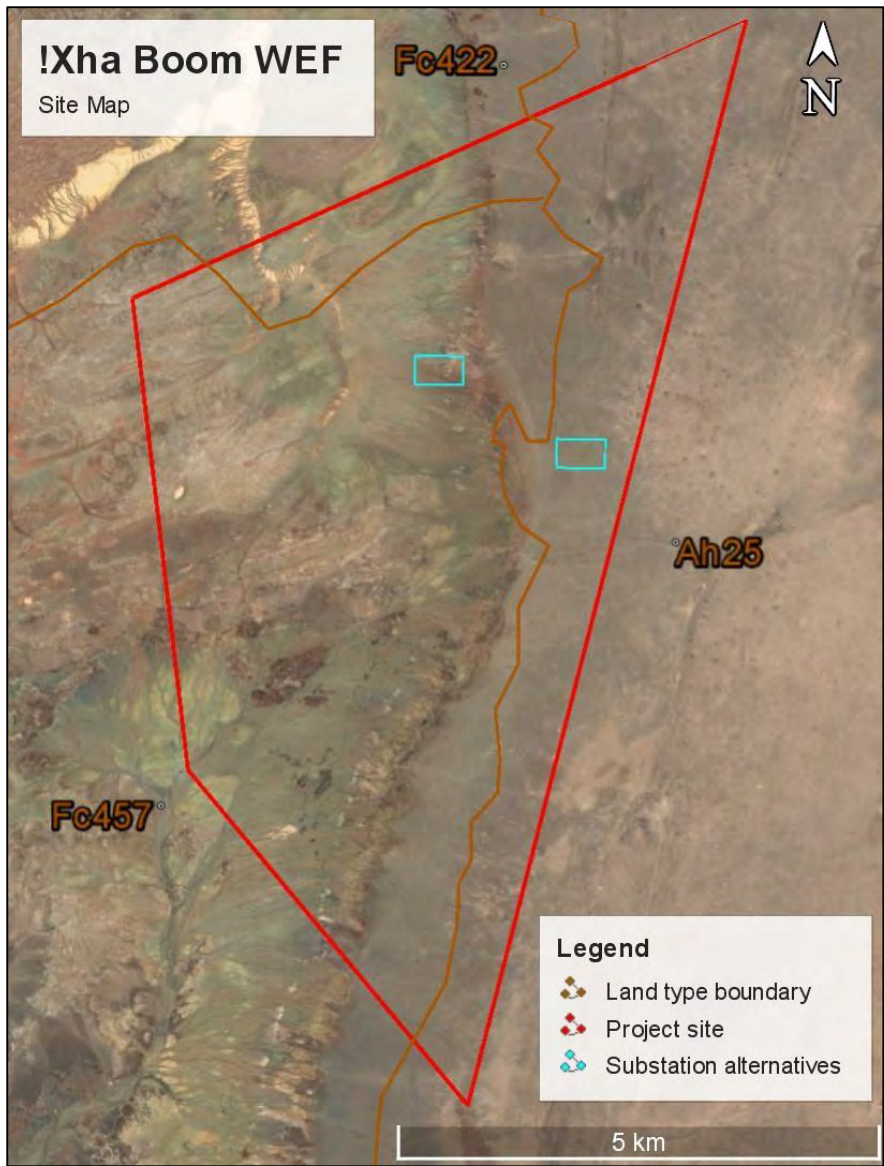 !Xha Boom WEF
Site Map
Fc422
N
Ah25
Fc457
Legend
Land type boundary
Project site
Substation alternatives
5 km